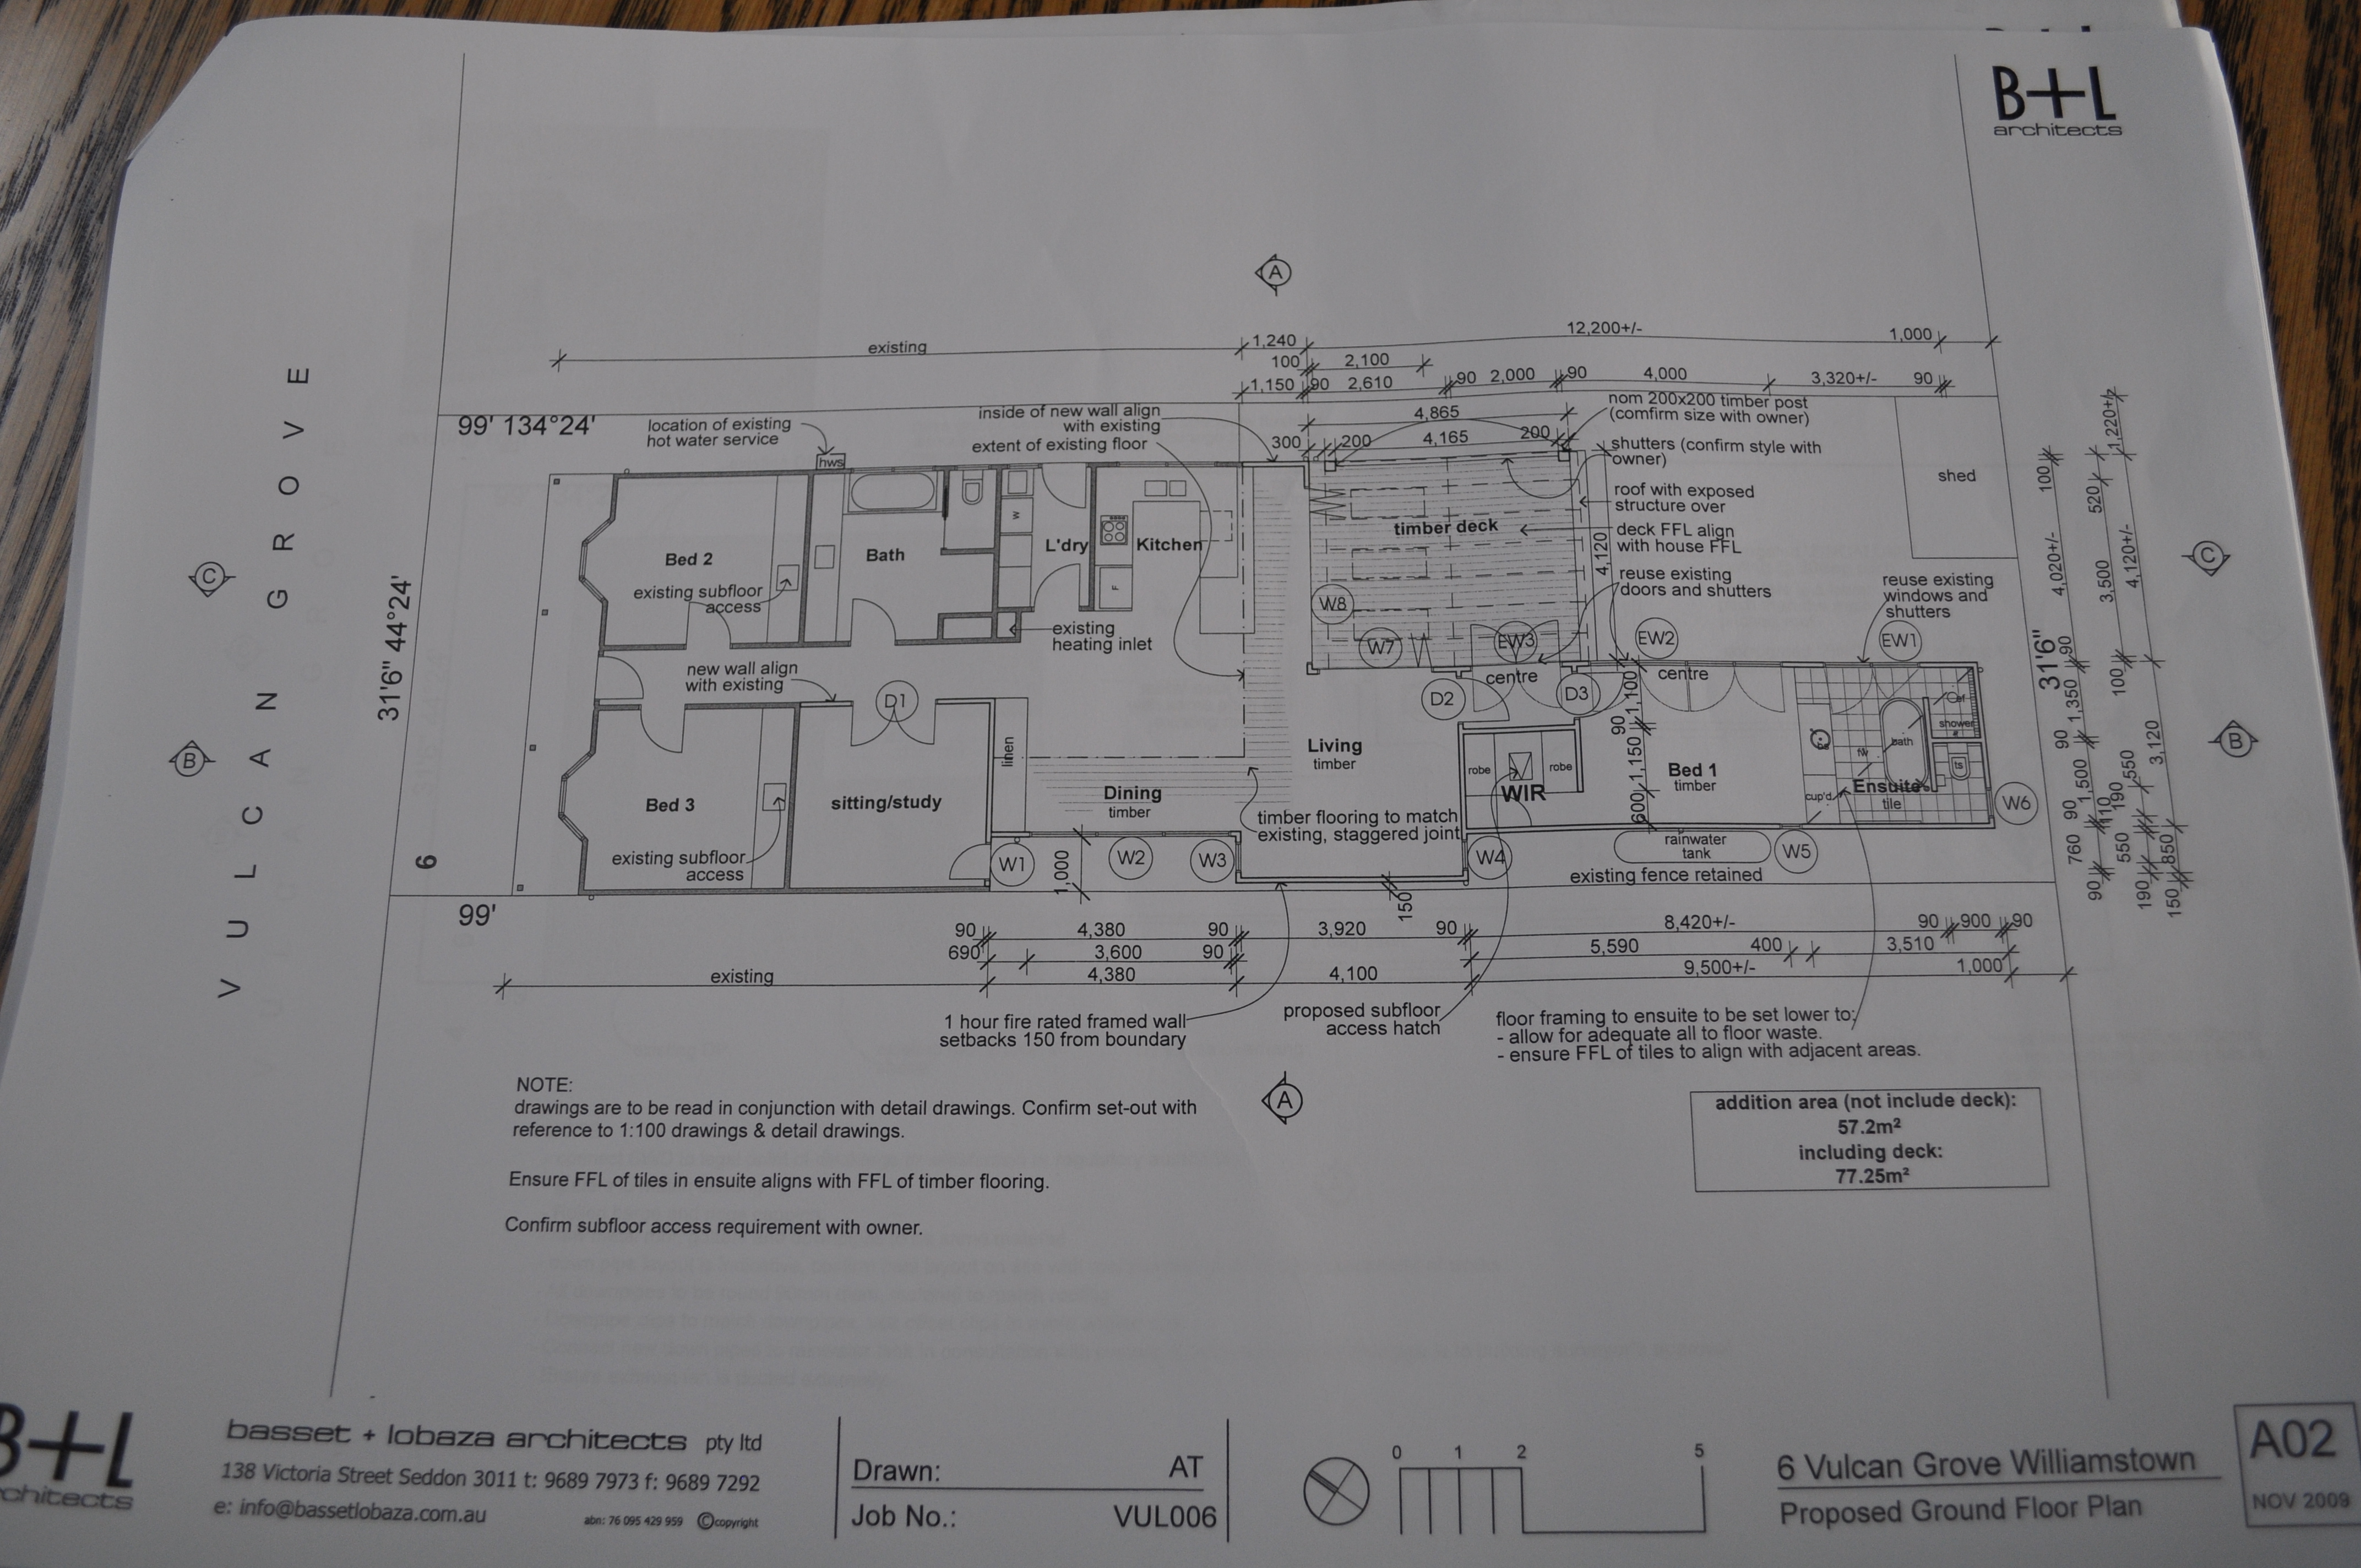 B+L
architects
A
12,200+/-
1,240
existing
1,000
100
2,100
1,150
90
2,610
90
2,000
90
4,000
3,320+/-
90
4,865
300
200
4,165
200
99' 134°24'
location of existing
hot water service
hws
inside of new wall align
with existing
extent of existing floor
nom 200x200 timber post
(comfirm size with owner)
shutters (confirm style with
owner)
roof with exposed
structure over
deck FFL align
with house FFL
reuse existing
doors and shutters
reuse existing
windows and
shutters
shed
VULCAN GROVE
C
B
31'6" 44°24'
6
99'
Bed 2
existing subfloor
access
Bath
W
L'dry
Kitchen
F
existing
heating inlet
timber deck
4,120
W8
W7
EW3
EW2
EW1
centre
centre
D2
D3
new wall align
with existing
D1
Bed 3
existing subfloor
access
sitting/study
linen
Dining
timber
Living
timber
timber flooring to match
existing, staggered joint
robe
robe
WIR
1,100
90
1,150
600
Bed 1
timber
cup'd
bath
shower
Ensuite
tile
W1
W2
W3
W4
W5
W6
rainwater
tank
existing fence retained
1,000
150
31'6"
C
B
100
4,020+/-
90
1,350
90
1,500
90
760
90
520
3,500
100
550
190
110
550
190
1,220+/-
4,120+/-
3,120
850
150
90
4,380
90
3,920
90
8,420+/-
90
900
90
690
3,600
90
5,590
400
3,510
existing
4,380
4,100
9,500+/-
1,000
1 hour fire rated framed wall
setbacks 150 from boundary
proposed subfloor
access hatch
floor framing to ensuite to be set lower to:
- allow for adequate all to floor waste.
- ensure FFL of tiles to align with adjacent areas.
A
NOTE:
drawings are to be read in conjunction with detail drawings. Confirm set-out with
reference to 1:100 drawings & detail drawings.
Ensure FFL of tiles in ensuite aligns with FFL of timber flooring.
Confirm subfloor access requirement with owner.
addition area (not include deck):
57.2m²
including deck:
77.25m²
B+L
architects
basset + lobaza architects pty ltd
138 Victoria Street Seddon 3011 t: 9689 7973 f: 9689 7292
e: info@bassetlobaza.com.au
abn: 76 095 429 959 ©copyright
Drawn: AT
Job No.: VUL006
0 1 2 5
6 Vulcan Grove Williamstown
Proposed Ground Floor Plan
A02
NOV 2009